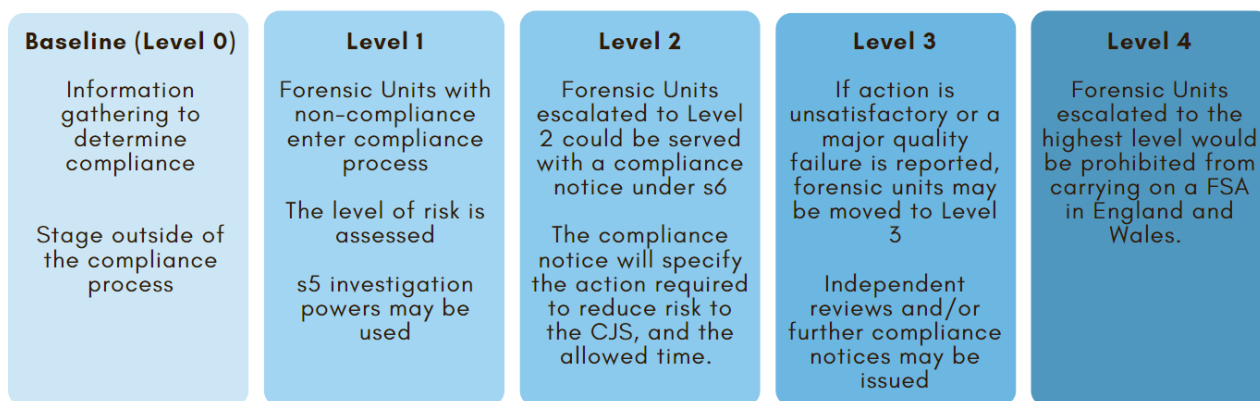 Baseline (Level 0)
Information
gathering to
determine
compliance
Stage outside of
the compliance
process
Level 1
Forensic Units with
non-compliance
enter compliance
process
The level of risk is
assessed
s5 investigation
powers may be
used
Level 2
Forensic Units
escalated to Level
2 could be served
with a compliance
notice under s6
The compliance
notice will specify
the action required
to reduce risk to
the CJS, and the
allowed time.
Level 3
If action is
unsatisfactory or a
major quality
failure is reported,
forensic units may
be moved to Level
3
Independent
reviews and/or
further compliance
notices may be
issued
Level 4
Forensic Units
escalated to the
highest level would
be prohibited from
carrying on a FSA
in England and
Wales.